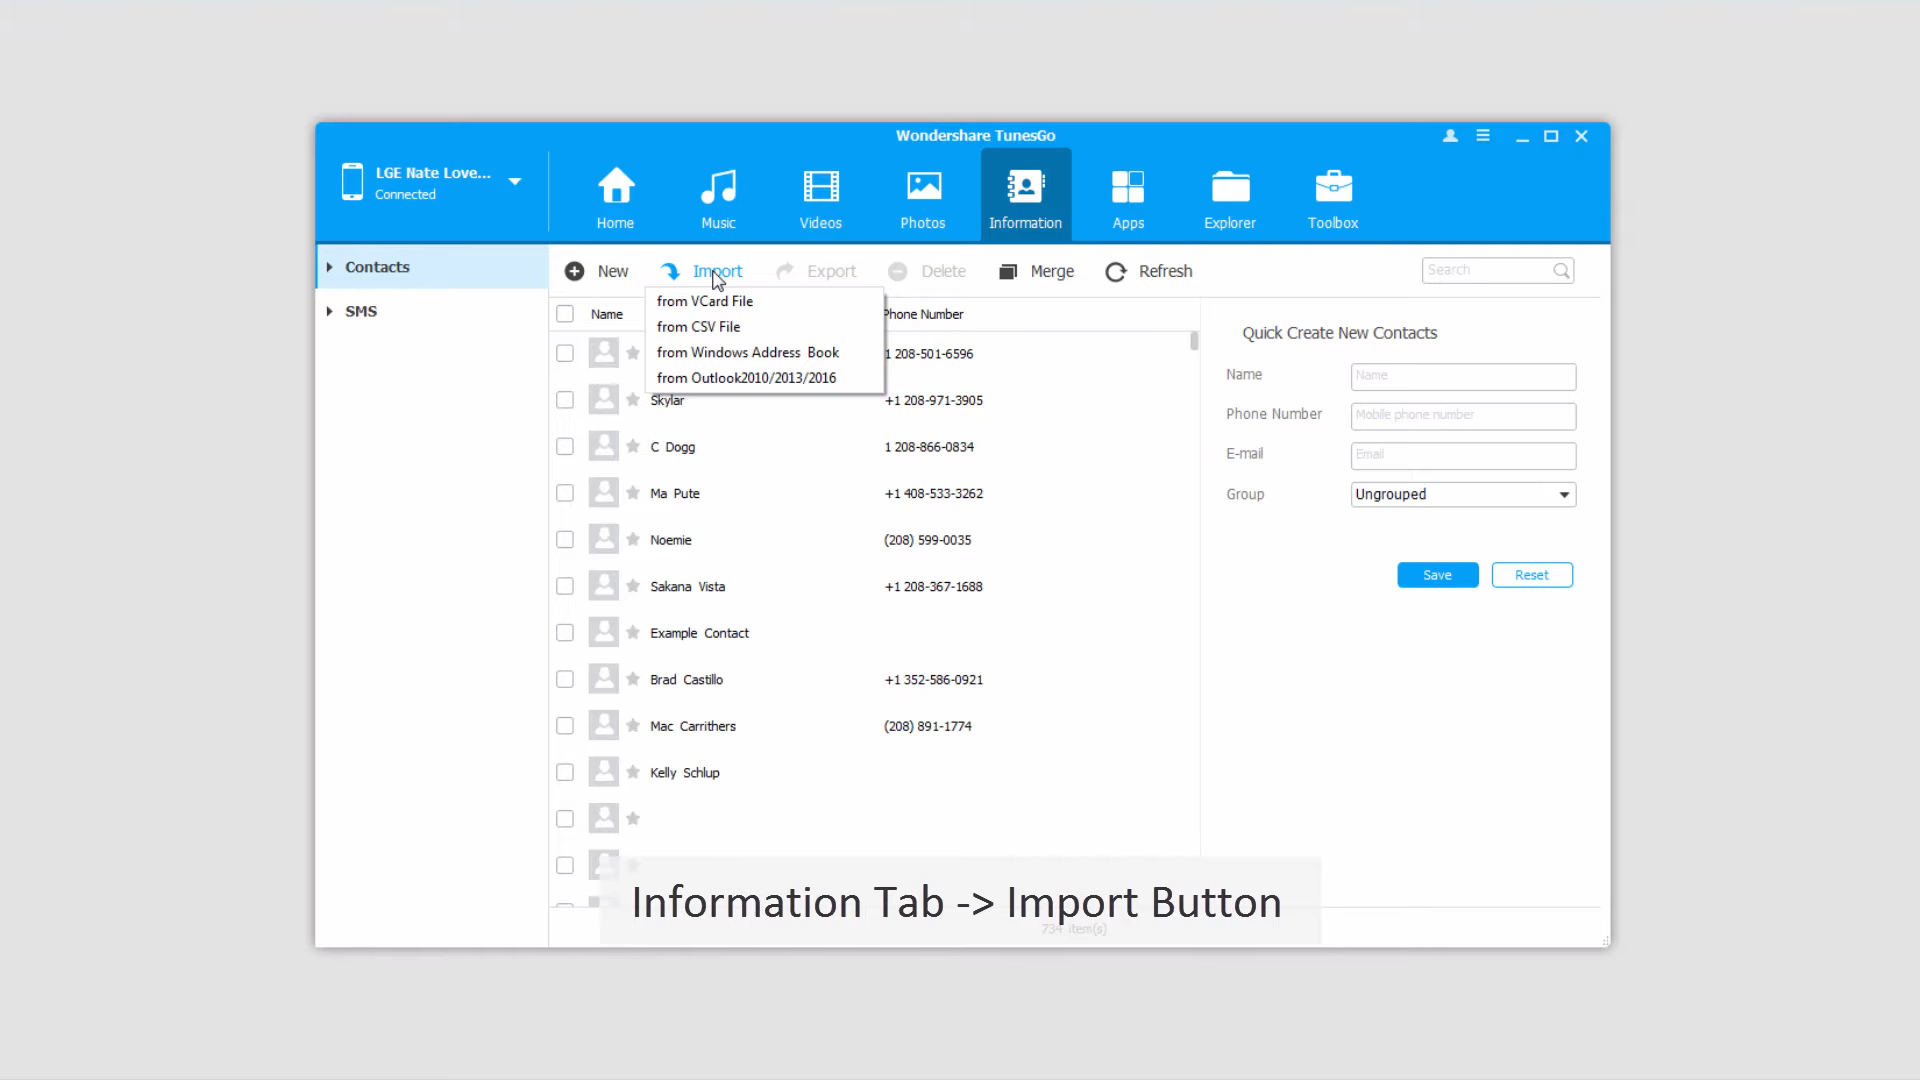 Wondershare TunesGo
LGE Nate Love...
Connected
Home
Music
Videos
Photos
Information
Apps
Explorer
Toolbox
Contacts
SMS
New
Import
Export
Delete
Merge
Refresh
Search
from VCard File
from CSV File
from Windows Address Book
from Outlook2010/2013/2016
Name
Phone Number
1 208-501-6596
Skylar +1 208-971-3905
C Dogg 1 208-866-0834
Ma Pute +1 408-533-3262
Noemie (208) 599-0035
Sakana Vista +1 208-367-1688
Example Contact
Brad Castillo +1 352-586-0921
Mac Carrithers (208) 891-1774
Kelly Schlup
Quick Create New Contacts
Name Name
Phone Number Mobile phone number
E-mail Email
Group Ungrouped
Save Reset
Information Tab -> Import Button
734 item(s)